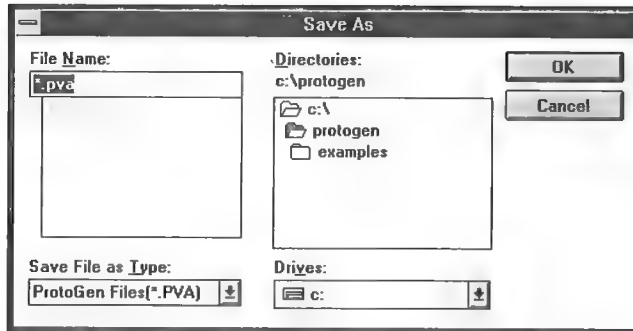 Save As
File Name:
*.pva
Directories:
c:\protogen
c:\
protogen
examples
OK
Cancel
Save File as Type:
ProtoGen Files(*.PVA)
Drives:
c: